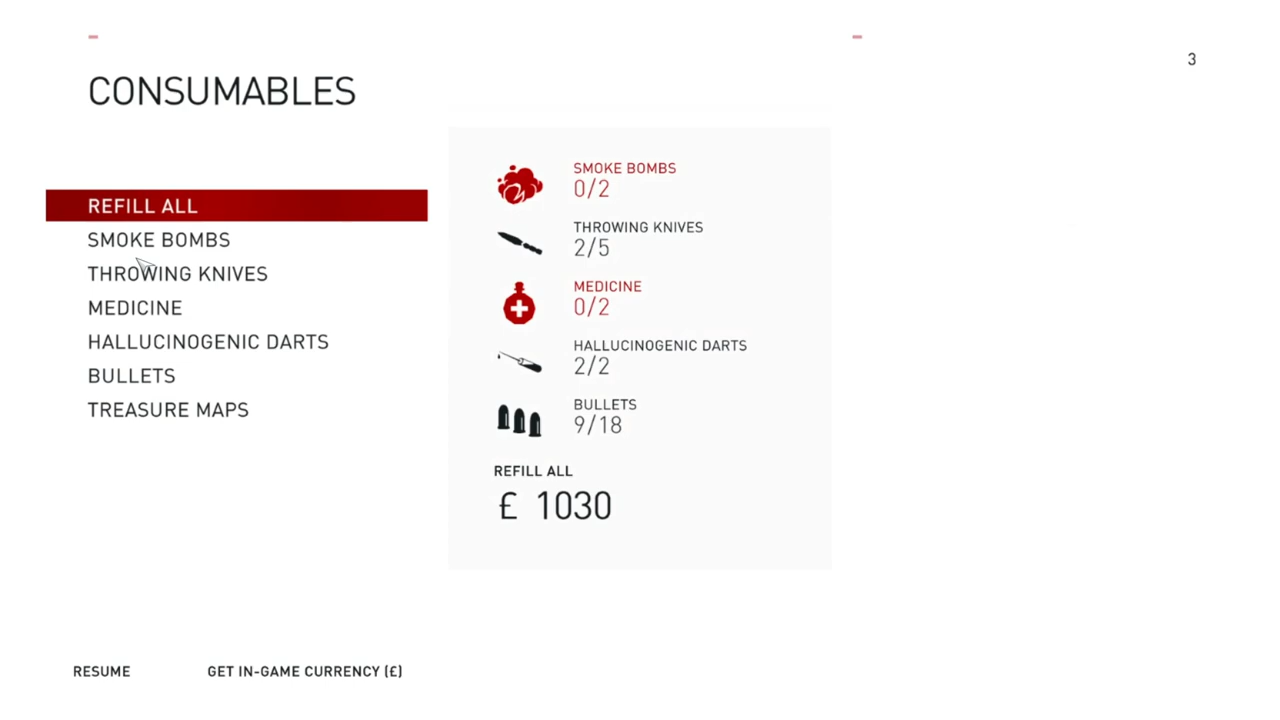 3
CONSUMABLES
REFILL ALL
SMOKE BOMBS
THROWING KNIVES
MEDICINE
HALLUCINOGENIC DARTS
BULLETS
TREASURE MAPS
SMOKE BOMBS
0/2
THROWING KNIVES
2/5
MEDICINE
0/2
HALLUCINOGENIC DARTS
2/2
BULLETS
9/18
REFILL ALL
£ 1030
RESUME
GET IN-GAME CURRENCY (£)